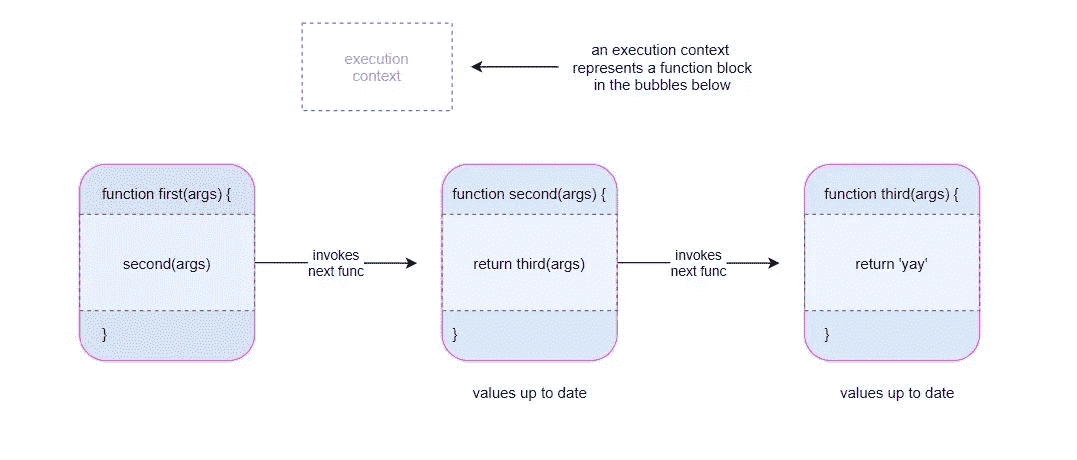 execution
context
an execution context
represents a function block
in the bubbles below
function first(args) {
second(args)
}
invokes
next func
function second(args) {
return third(args)
}
values up to date
invokes
next func
function third(args) {
return 'yay'
}
values up to date